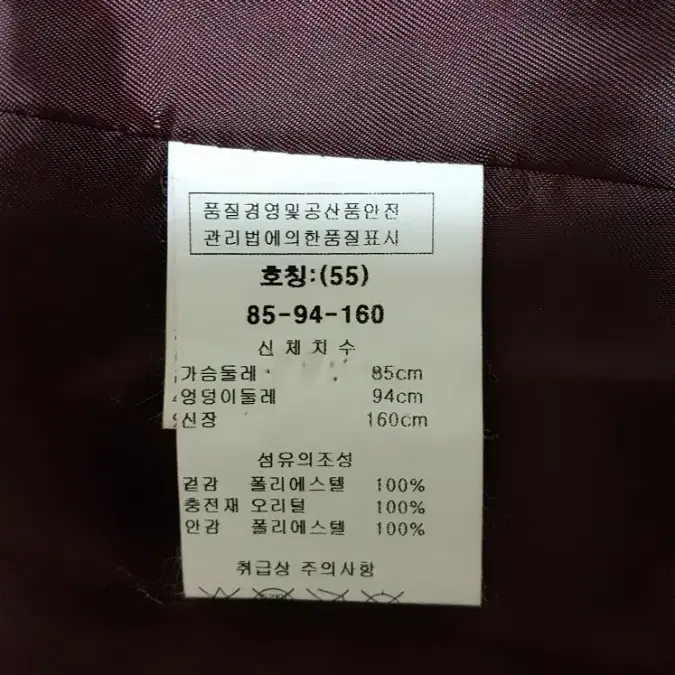 품질경영및공산품안전
관리법에의한품질표시
호칭:(55)
85-94-160
신체치수
가슴둘레 85cm
엉덩이둘레 94cm
신장 160cm
섬유의조성
겉감 폴리에스텔 100%
충전재 오리털 100%
안감 폴리에스텔 100%
취급상 주의사항